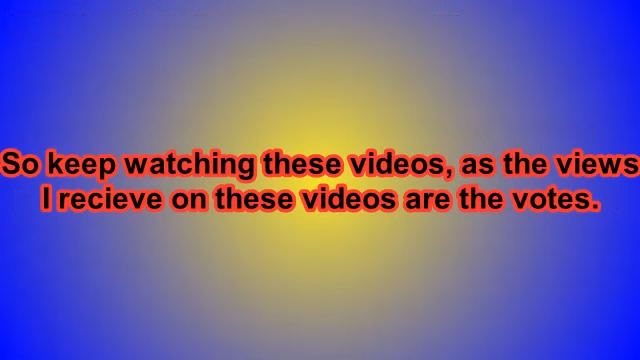 So keep watching these videos, as the views
I recieve on these videos are the votes.